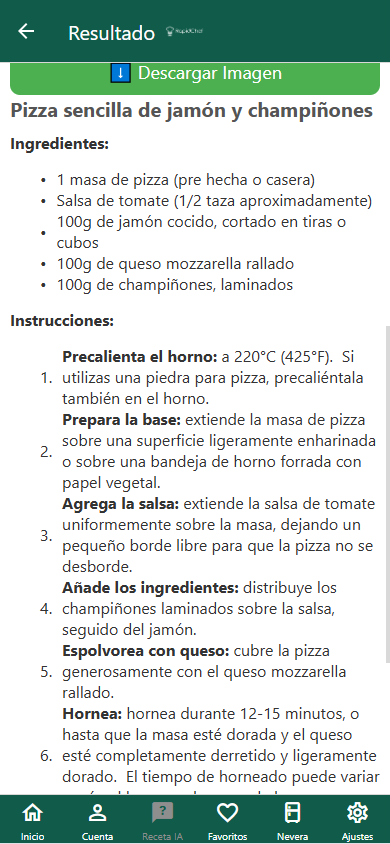 Resultado
RapidChef
Descargar Imagen
Pizza sencilla de jamón y champiñones
Ingredientes:
• 1 masa de pizza (pre hecha o casera)
• Salsa de tomate (1/2 taza aproximadamente)
• 100g de jamón cocido, cortado en tiras o
cubos
• 100g de queso mozzarella rallado
• 100g de champiñones, laminados
Instrucciones:
1. Precalienta el horno: a 220°C (425°F).  Si
utilizas una piedra para pizza, precaliéntala
también en el horno.
2. Prepara la base: extiende la masa de pizza
sobre una superficie ligeramente enharinada
o sobre una bandeja de horno forrada con
papel vegetal.
3. Agrega la salsa: extiende la salsa de tomate
uniformemente sobre la masa, dejando un
pequeño borde libre para que la pizza no se
desborde.
4. Añade los ingredientes: distribuye los
champiñones laminados sobre la salsa,
seguido del jamón.
5. Espolvorea con queso: cubre la pizza
generosamente con el queso mozzarella
rallado.
6. Hornea: hornea durante 12-15 minutos, o
hasta que la masa esté dorada y el queso
esté completamente derretido y ligeramente
dorado.  El tiempo de horneado puede variar
Inicio
Cuenta
Receta IA
Favoritos
Nevera
Ajustes